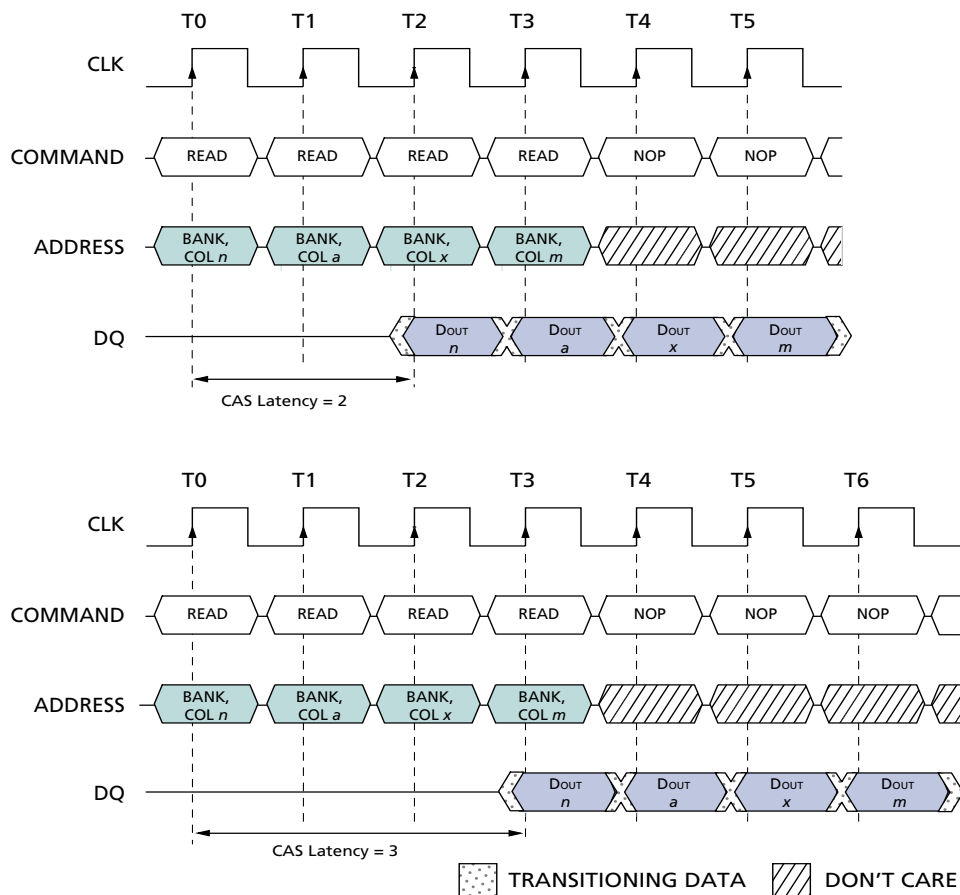 T0 T1 T2 T3 T4 T5
CLK
COMMAND READ READ READ READ NOP NOP
ADDRESS BANK, COL n BANK, COL a BANK, COL x BANK, COL m
DQ DOUT n DOUT a DOUT x DOUT m
CAS Latency = 2
T0 T1 T2 T3 T4 T5 T6
CLK
COMMAND READ READ READ READ NOP NOP NOP
ADDRESS BANK, COL n BANK, COL a BANK, COL x BANK, COL m
DQ DOUT n DOUT a DOUT x DOUT m
CAS Latency = 3
TRANSITIONING DATA DON'T CARE